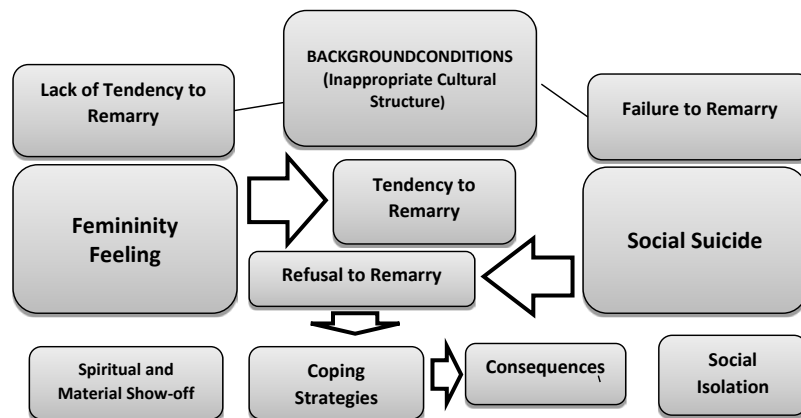 BACKGROUNDCONDITIONS
(Inappropriate Cultural
Structure)
Lack of Tendency to
Remarry
Failure to Remarry
Tendency to
Remarry
Femininity
Feeling
Social Suicide
Refusal to Remarry
Spiritual and
Material Show-off
Coping
Strategies
Consequences
Social
Isolation